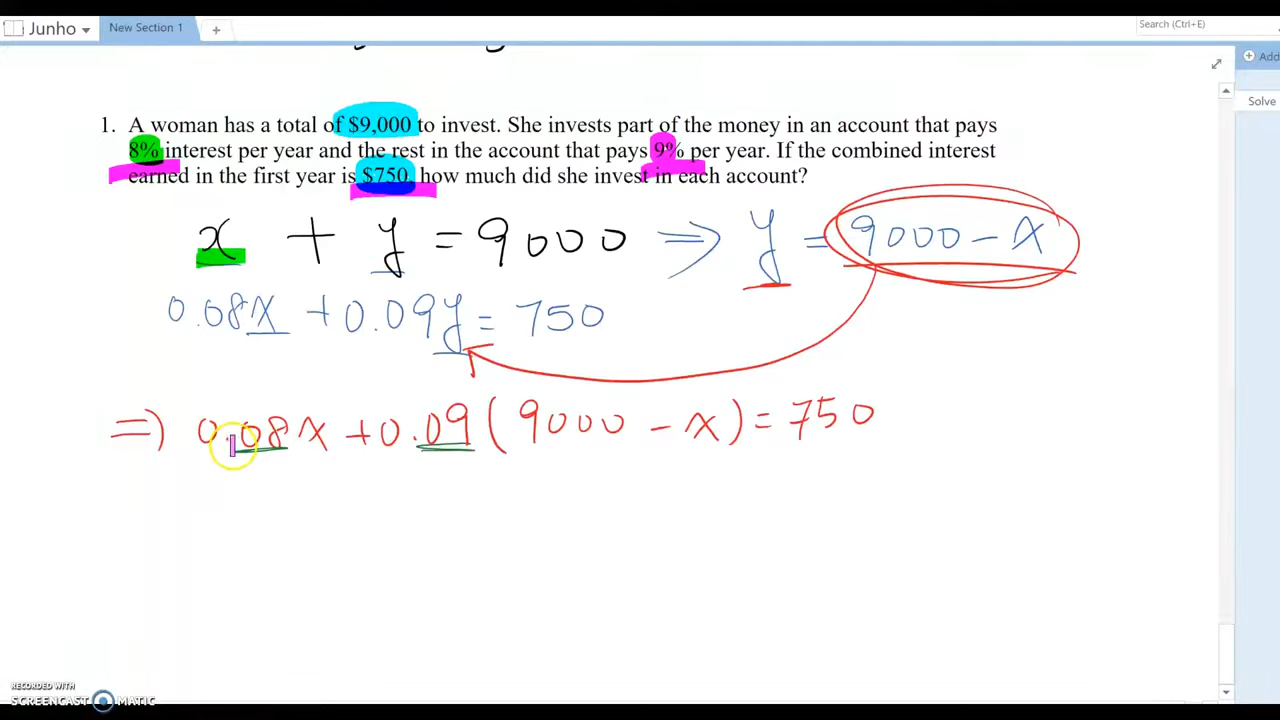 Junho
New Section 1
+
Search (Ctrl+E)
Add
Solve
1. A woman has a total of $9,000 to invest. She invests part of the money in an account that pays
8% interest per year and the rest in the account that pays 9% per year. If the combined interest
earned in the first year is $750, how much did she invest in each account?
x + y = 9000 ⇒ y = 9000 - x
0.08x + 0.09y = 750
⇒) 0.08x + 0.09(9000 - x) = 750
RECORDED WITH
SCREENCAST MATIC